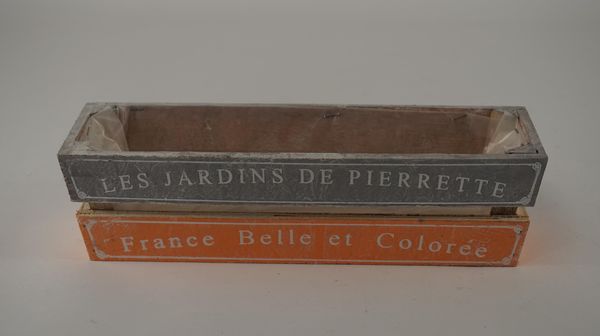 LES JARDINS DE PIERRETTE
France Belle et Colorée